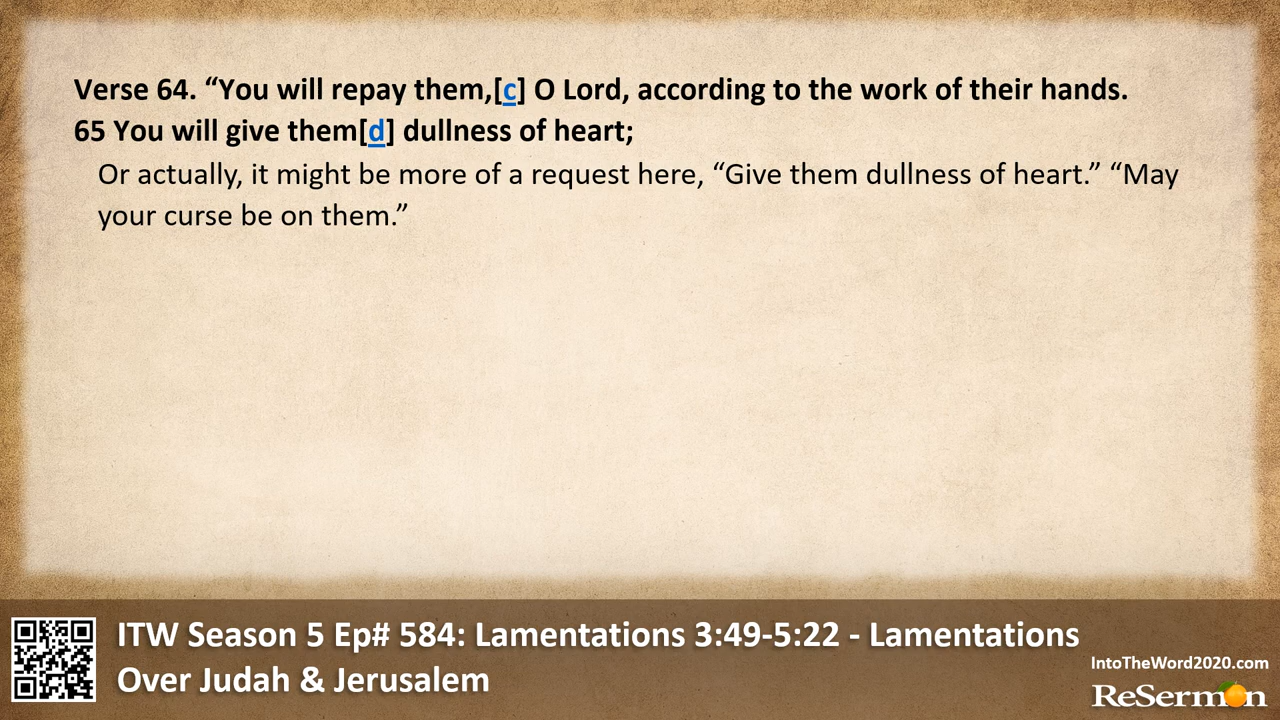 Verse 64. “You will repay them,[c] O Lord, according to the work of their hands.
65 You will give them[d] dullness of heart;
Or actually, it might be more of a request here, “Give them dullness of heart.” “May
your curse be on them.”
ITW Season 5 Ep# 584: Lamentations 3:49-5:22 - Lamentations
Over Judah & Jerusalem
IntoTheWord2020.com
ReSermon